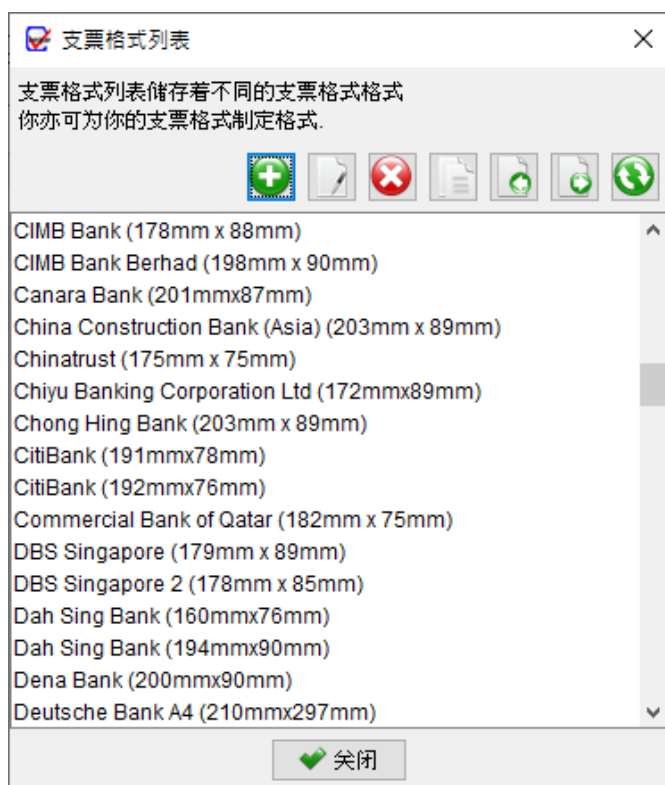 支票格式列表
支票格式列表储存着不同的支票格式格式
你亦可为你的支票格式制定格式.
CIMB Bank (178mm x 88mm)
CIMB Bank Berhad (198mm x 90mm)
Canara Bank (201mmx87mm)
China Construction Bank (Asia) (203mm x 89mm)
Chinatrust (175mm x 75mm)
Chiyu Banking Corporation Ltd (172mmx89mm)
Chong Hing Bank (203mm x 89mm)
CitiBank (191mmx78mm)
CitiBank (192mmx76mm)
Commercial Bank of Qatar (182mm x 75mm)
DBS Singapore (179mm x 89mm)
DBS Singapore 2 (178mm x 85mm)
Dah Sing Bank (160mmx76mm)
Dah Sing Bank (194mmx90mm)
Dena Bank (200mmx90mm)
Deutsche Bank A4 (210mmx297mm)
关闭